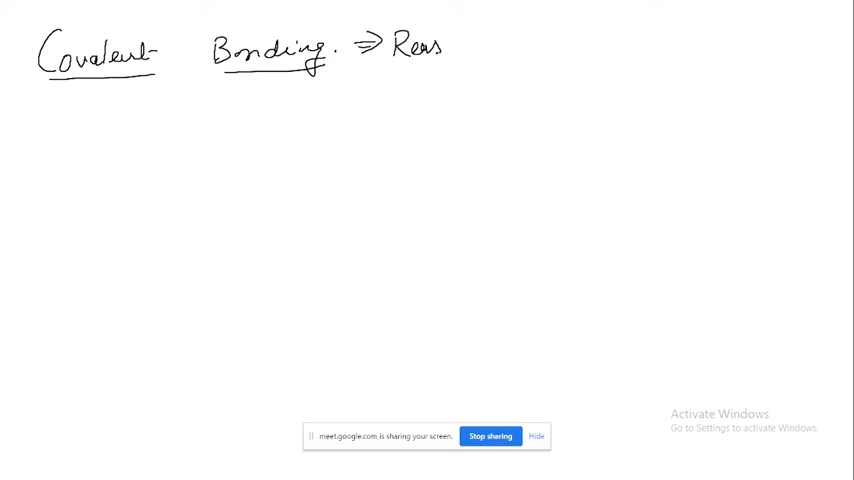 Covalent Bonding. ⇒ Reas
Activate Windows
Go to Settings to activate Windows.
meet.google.com is sharing your screen. Stop sharing Hide